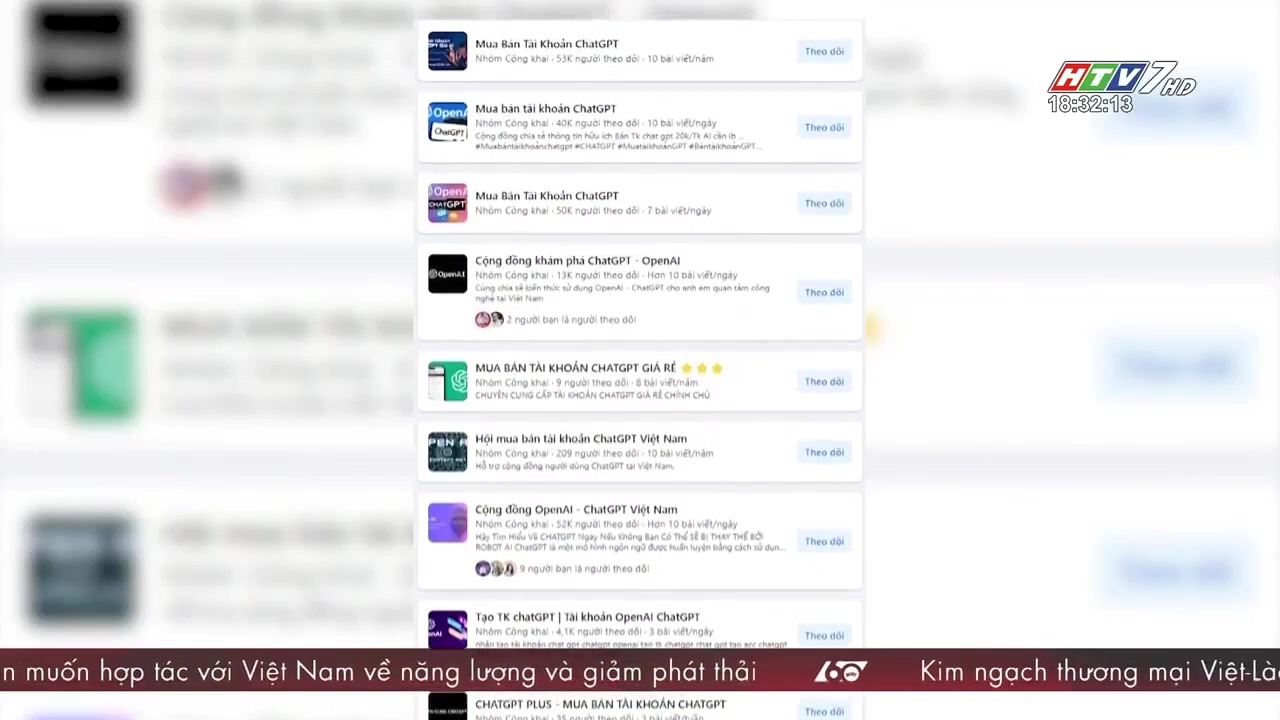 Mua Bán Tài Khoản ChatGPT
Nhóm Công khai · 53K người theo dõi · 10 bài viết/năm
Theo dõi
HTV7 HD
18:32:13
Mua bán tài khoản ChatGPT
Nhóm Công khai · 40K người theo dõi · 10 bài viết/ngày
Cộng đồng chia sẻ thông tin hữu ích Bán Tk chat gpt 20k/Tk Ai cần ib ...
#Muabántàikhoảnchatgpt #CHATGPT #MuatàikhoảnGPT #BántàikhoảnGPT...
Theo dõi
OpenA
ChatGPT
Mua Bán Tài Khoản ChatGPT
Nhóm Công khai · 50K người theo dõi · 7 bài viết/ngày
Theo dõi
OpenA
CHATGPT
Cộng đồng khám phá ChatGPT - OpenAI
Nhóm Công khai · 13K người theo dõi · Hơn 10 bài viết/ngày
Cùng chia sẻ kiến thức sử dụng OpenAI - ChatGPT cho anh em quan tâm công
nghệ tại Việt Nam
2 người bạn là người theo dõi
Theo dõi
OpenAI
MUA BÁN TÀI KHOẢN CHATGPT GIÁ RẺ ⭐⭐⭐
Nhóm Công khai · 9 người theo dõi · 8 bài viết/năm
CHUYÊN CUNG CẤP TÀI KHOẢN CHATGPT GIÁ RẺ CHÍNH CHỦ
Theo dõi
Hội mua bán tài khoản ChatGPT Việt Nam
Nhóm Công khai · 209 người theo dõi · 10 bài viết/năm
Hỗ trợ cộng đồng người dùng ChatGPT tại Việt Nam.
Theo dõi
Cộng đồng OpenAI - ChatGPT Việt Nam
Nhóm Công khai · 52K người theo dõi · Hơn 10 bài viết/ngày
Hãy Tìm Hiểu Về CHATGPT Ngay Nếu Không Bạn Có Thể SẼ BỊ THAY THẾ BỞI
ROBOT AI ChatGPT là một mô hình ngôn ngữ được huấn luyện bằng cách sử dụn...
9 người bạn là người theo dõi
Theo dõi
Tạo TK chatGPT | Tài khoản OpenAI ChatGPT
Nhóm Công khai · 4,1K người theo dõi · 3 bài viết/ngày
Theo dõi
n muốn hợp tác với Việt Nam về năng lượng và giảm phát thải
60 giây
Kim ngạch thương mại Việt-Là
CHATGPT PLUS - MUA BÁN TÀI KHOẢN CHATGPT
Nhóm Công khai · 35 người theo dõi · 3 bài viết/tuần
Theo dõi